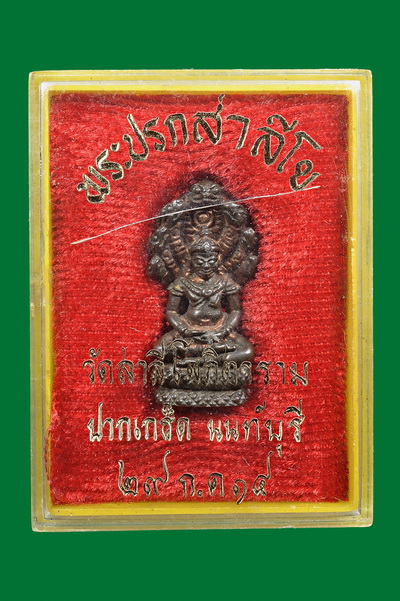 พระปรกสาลีโข
วัดสาลีโขภิตาราม
ปากเกร็ด นนท์บุรี
๒๙ ก.ค ๑๕